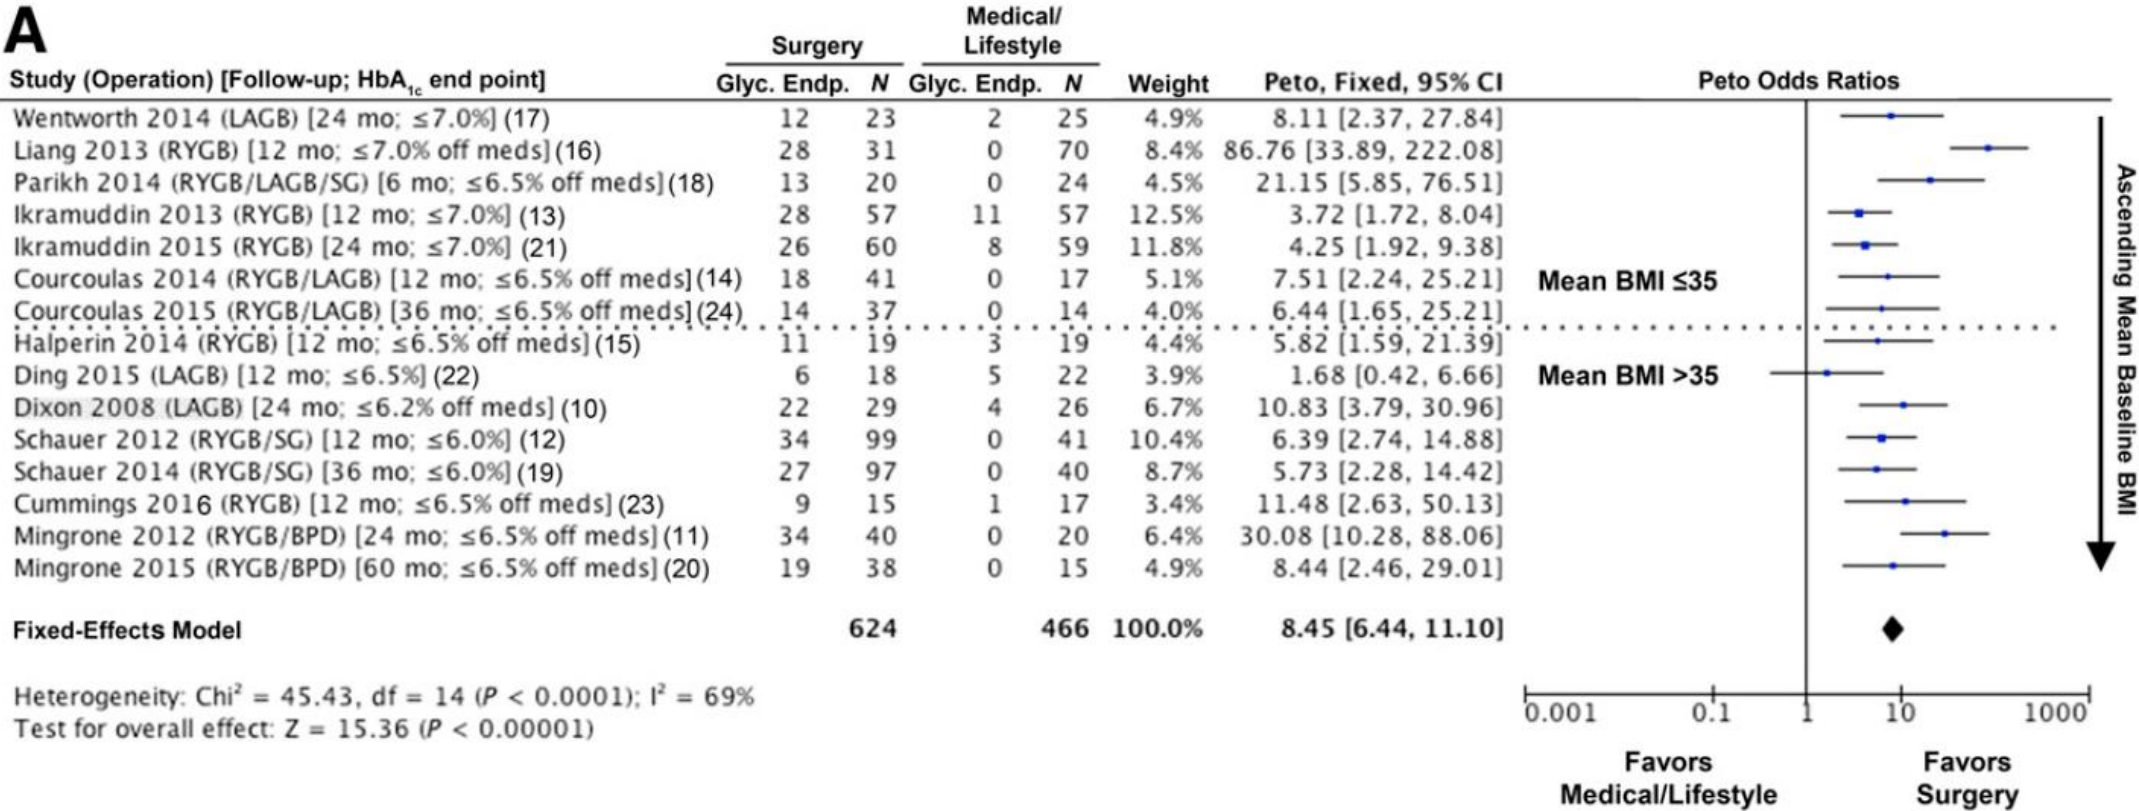 A
Medical/
Surgery Lifestyle
Study (Operation) [Follow-up; HbA1c end point] Glyc. Endp. N Glyc. Endp. N Weight Peto, Fixed, 95% CI Peto Odds Ratios
Wentworth 2014 (LAGB) [24 mo; ≤7.0%] (17) 12 23 2 25 4.9% 8.11 [2.37, 27.84]
Liang 2013 (RYGB) [12 mo; ≤7.0% off meds] (16) 28 31 0 70 8.4% 86.76 [33.89, 222.08]
Parikh 2014 (RYGB/LAGB/SG) [6 mo; ≤6.5% off meds] (18) 13 20 0 24 4.5% 21.15 [5.85, 76.51]
Ikramuddin 2013 (RYGB) [12 mo; ≤7.0%] (13) 28 57 11 57 12.5% 3.72 [1.72, 8.04]
Ikramuddin 2015 (RYGB) [24 mo; ≤7.0%] (21) 26 60 8 59 11.8% 4.25 [1.92, 9.38]
Courcoulas 2014 (RYGB/LAGB) [12 mo; ≤6.5% off meds] (14) 18 41 0 17 5.1% 7.51 [2.24, 25.21] Mean BMI ≤35
Courcoulas 2015 (RYGB/LAGB) [36 mo; ≤6.5% off meds] (24) 14 37 0 14 4.0% 6.44 [1.65, 25.21]
Halperin 2014 (RYGB) [12 mo; ≤6.5% off meds] (15) 11 19 3 19 4.4% 5.82 [1.59, 21.39]
Ding 2015 (LAGB) [12 mo; ≤6.5%] (22) 6 18 5 22 3.9% 1.68 [0.42, 6.66] Mean BMI >35
Dixon 2008 (LAGB) [24 mo; ≤6.2% off meds] (10) 22 29 4 26 6.7% 10.83 [3.79, 30.96]
Schauer 2012 (RYGB/SG) [12 mo; ≤6.0%] (12) 34 99 0 41 10.4% 6.39 [2.74, 14.88]
Schauer 2014 (RYGB/SG) [36 mo; ≤6.0%] (19) 27 97 0 40 8.7% 5.73 [2.28, 14.42]
Cummings 2016 (RYGB) [12 mo; ≤6.5% off meds] (23) 9 15 1 17 3.4% 11.48 [2.63, 50.13]
Mingrone 2012 (RYGB/BPD) [24 mo; ≤6.5% off meds] (11) 34 40 0 20 6.4% 30.08 [10.28, 88.06]
Mingrone 2015 (RYGB/BPD) [60 mo; ≤6.5% off meds] (20) 19 38 0 15 4.9% 8.44 [2.46, 29.01]
Ascending Mean Baseline BMI
Fixed-Effects Model 624 466 100.0% 8.45 [6.44, 11.10]
Heterogeneity: Chi² = 45.43, df = 14 (P < 0.0001); I² = 69%
Test for overall effect: Z = 15.36 (P < 0.00001)
0.001 0.1 1 10 1000
Favors Favors
Medical/Lifestyle Surgery